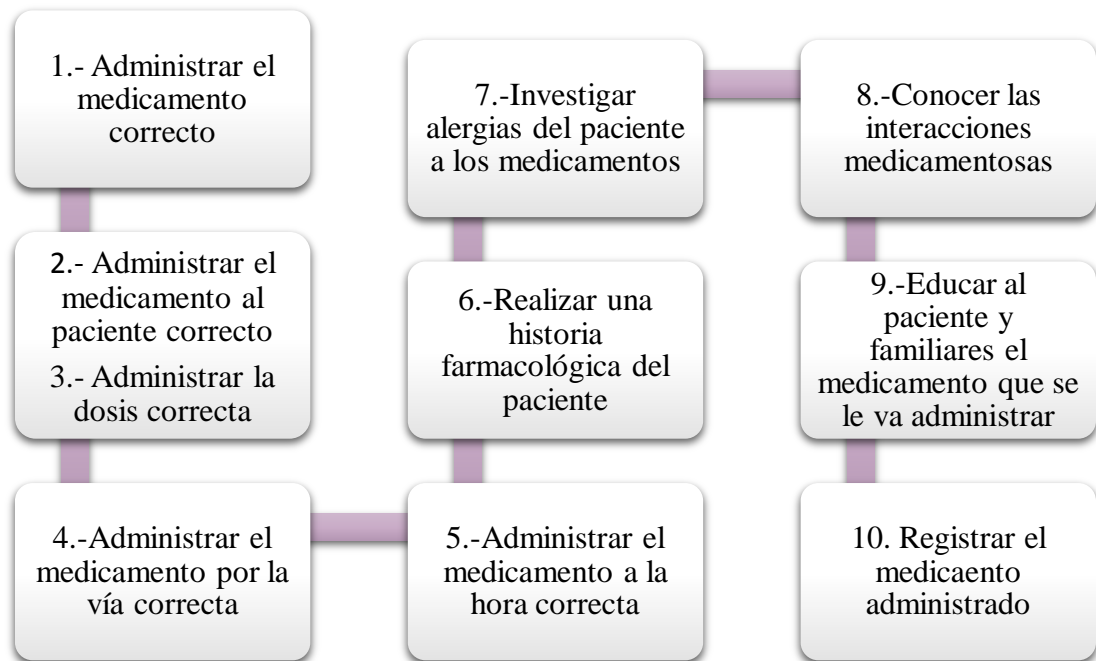 1.- Administrar el
medicamento
correcto
2.- Administrar el
medicamento al
paciente correcto
3.- Administrar la
dosis correcta
4.-Administrar el
medicamento por la
vía correcta
5.-Administrar el
medicamento a la
hora correcta
6.-Realizar una
historia
farmacológica del
paciente
7.-Investigar
alergias del paciente
a los medicamentos
8.-Conocer las
interacciones
medicamentosas
9.-Educar al
paciente y
familiares el
medicamento que se
le va administrar
10. Registrar el
medicaento
administrado